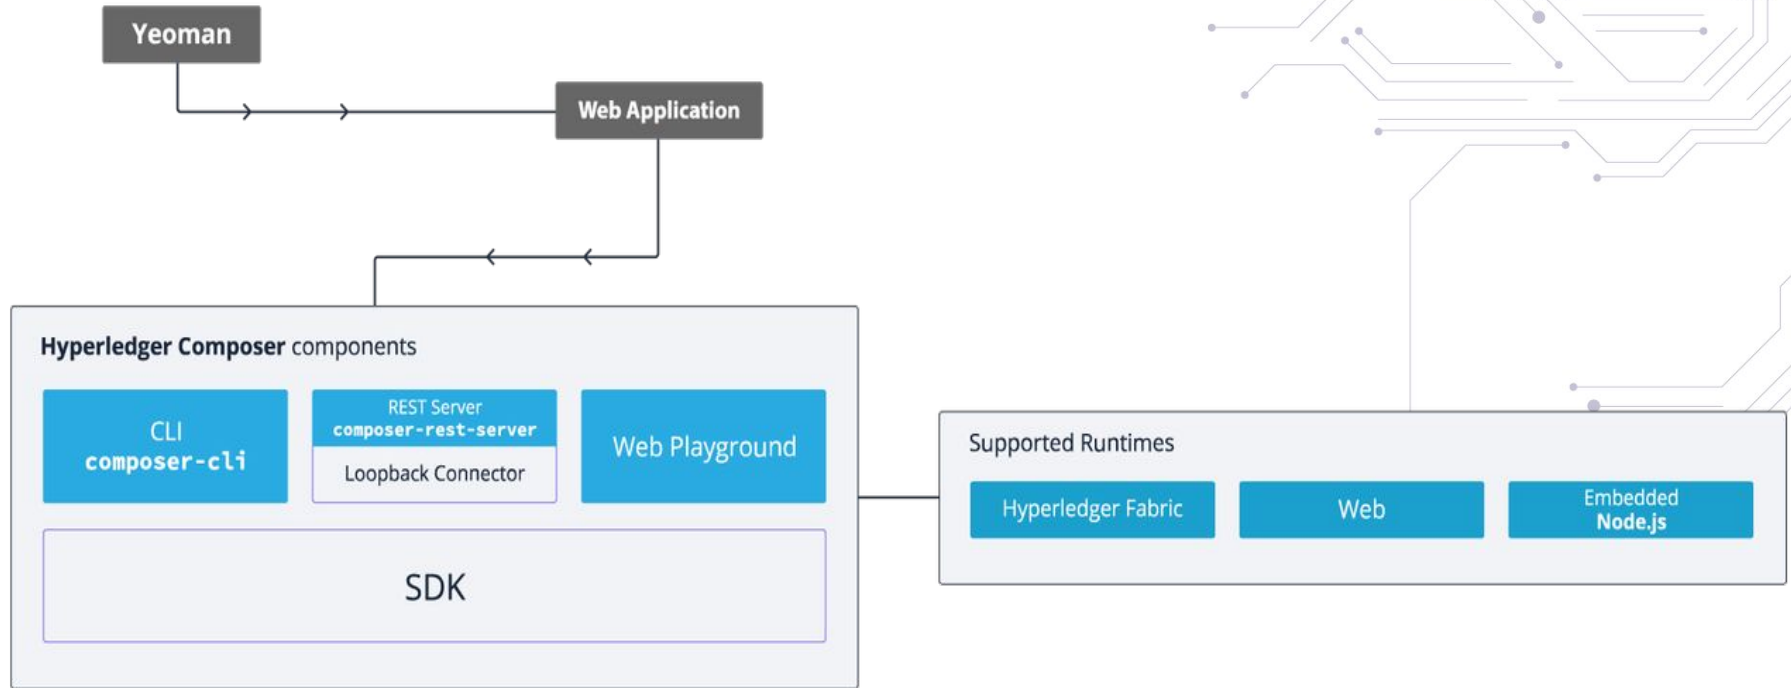 Yeoman
Web Application
Hyperledger Composer components
CLI
composer-cli
REST Server
composer-rest-server
Loopback Connector
Web Playground
SDK
Supported Runtimes
Hyperledger Fabric
Web
Embedded
Node.js